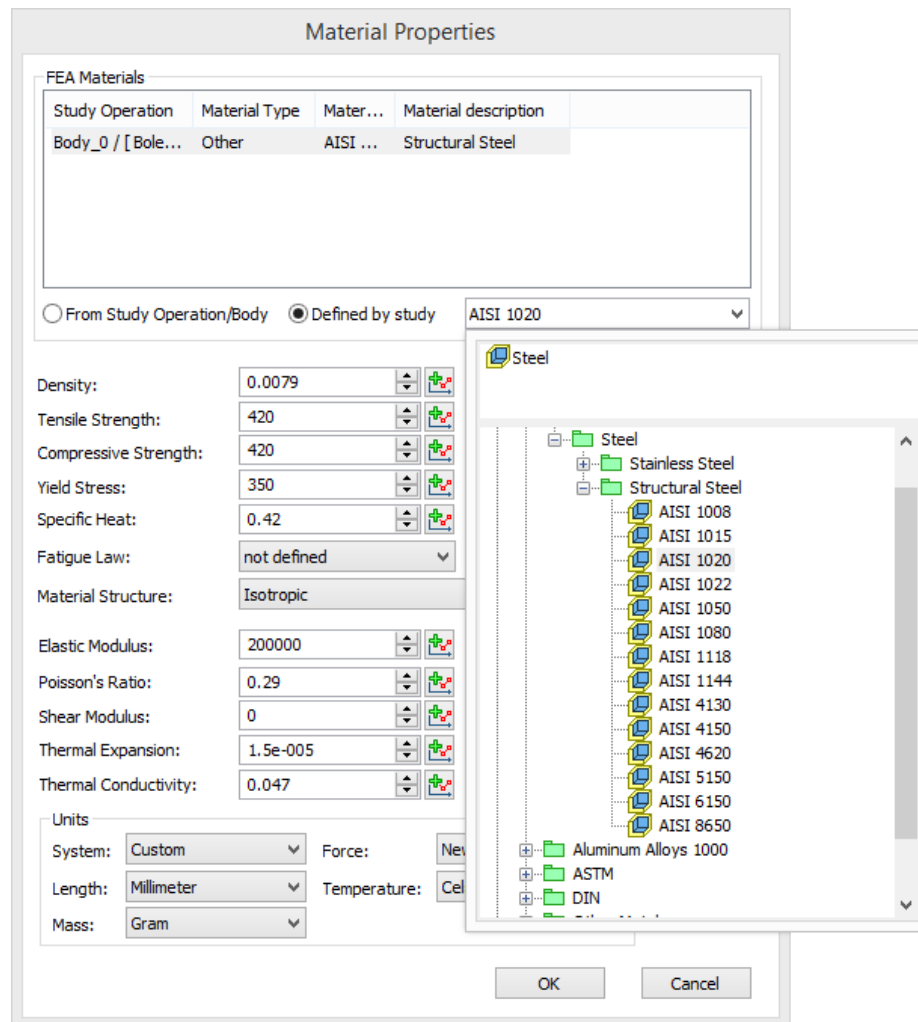 Material Properties
FEA Materials
Study Operation Material Type Mater... Material description
Body_0 / [ Bole... Other AISI ... Structural Steel
From Study Operation/Body Defined by study AISI 1020
Steel
Density: 0.0079
Tensile Strength: 420
Compressive Strength: 420
Yield Stress: 350
Specific Heat: 0.42
Fatigue Law: not defined
Material Structure: Isotropic
Elastic Modulus: 200000
Poisson's Ratio: 0.29
Shear Modulus: 0
Thermal Expansion: 1.5e-005
Thermal Conductivity: 0.047
Units
System: Custom Force: New
Length: Millimeter Temperature: Cel
Mass: Gram
Steel
Stainless Steel
Structural Steel
AISI 1008
AISI 1015
AISI 1020
AISI 1022
AISI 1050
AISI 1080
AISI 1118
AISI 1144
AISI 4130
AISI 4150
AISI 4620
AISI 5150
AISI 6150
AISI 8650
Aluminum Alloys 1000
ASTM
DIN
OK Cancel